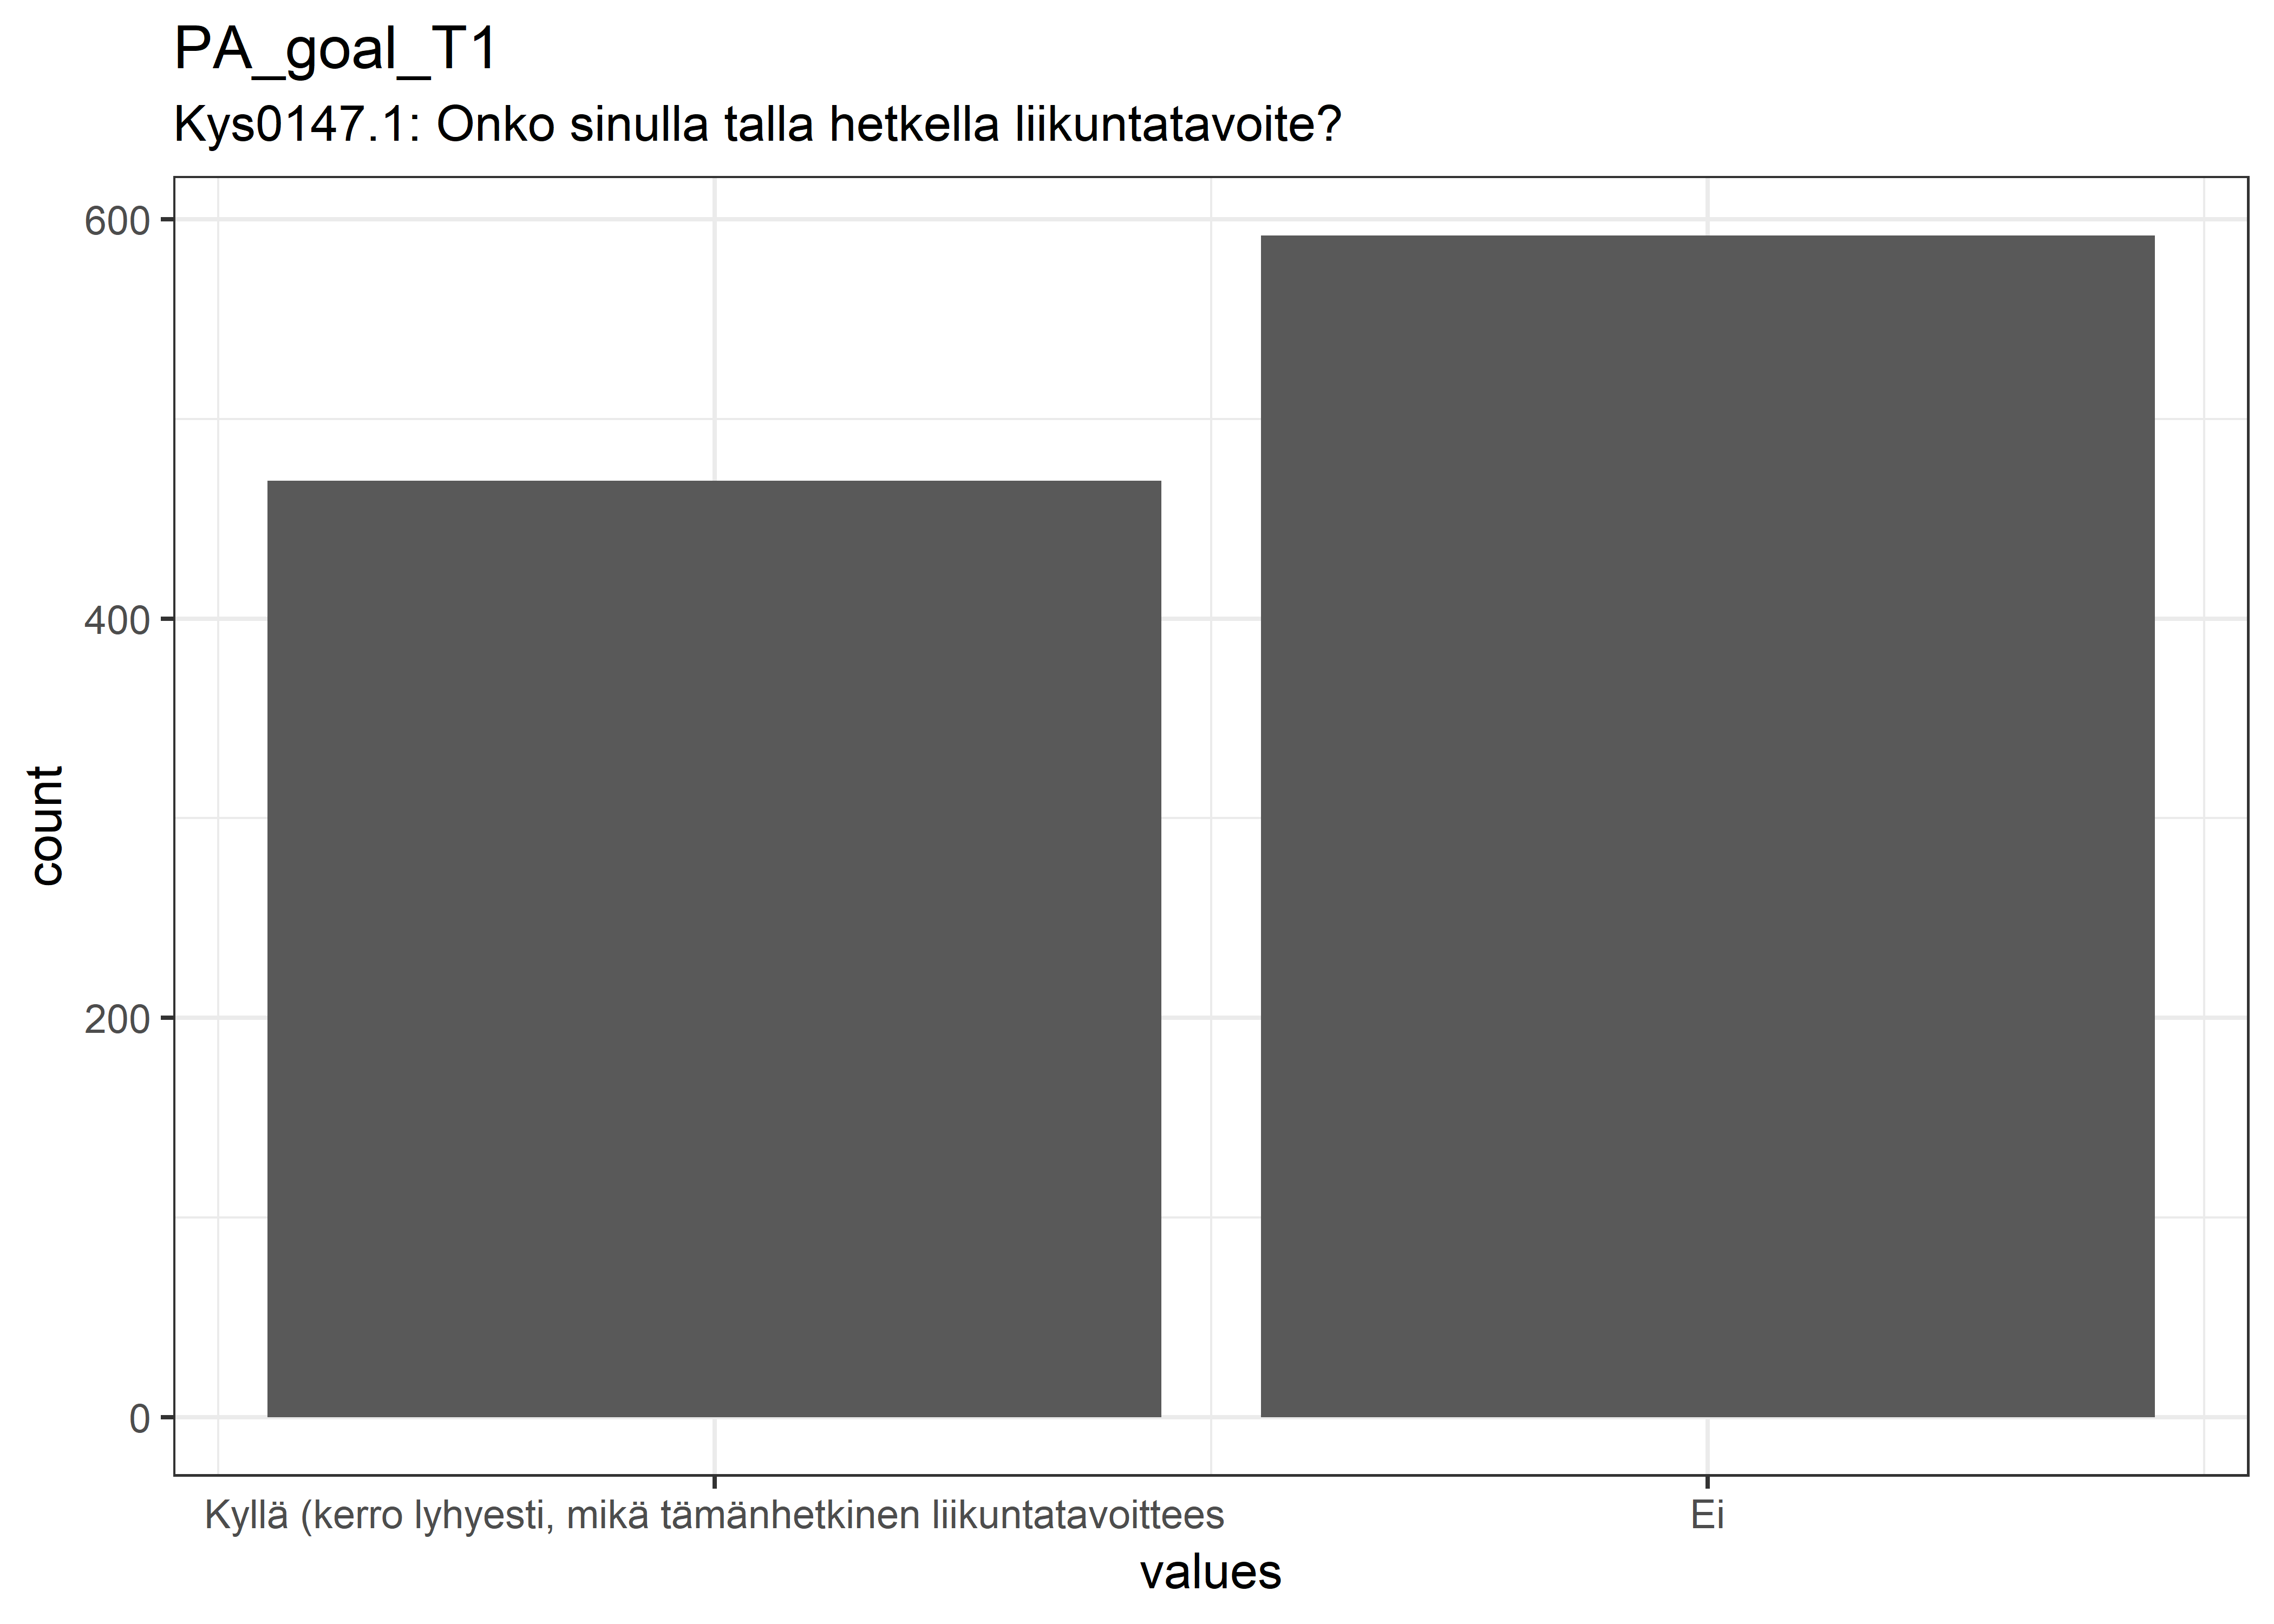 PA_goal_T1
Kys0147.1: Onko sinulla talla hetkella liikuntatavoite?
600
400
200
0
count
Kyllä (kerro lyhyesti, mikä tämänhetkinen liikuntatavoittees
Ei
values